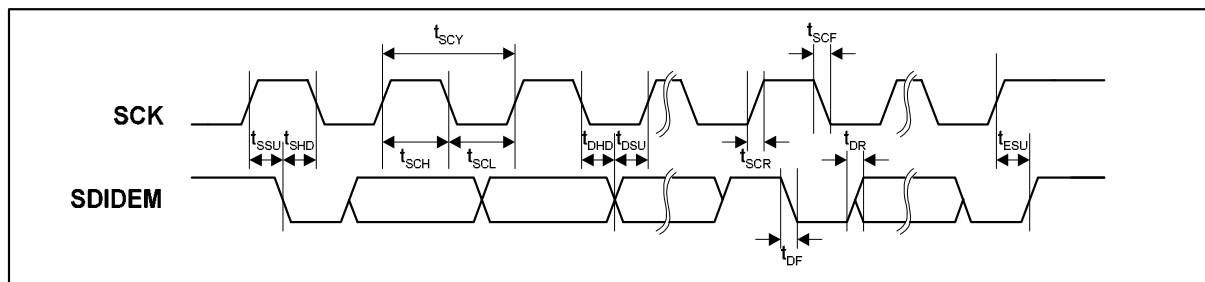 tSCY
tSCF
SCK
tSSU
tSHD
tDHD
tDSU
tDR
tESU
tSCH
tSCL
tSCR
SDIDEM
tDF